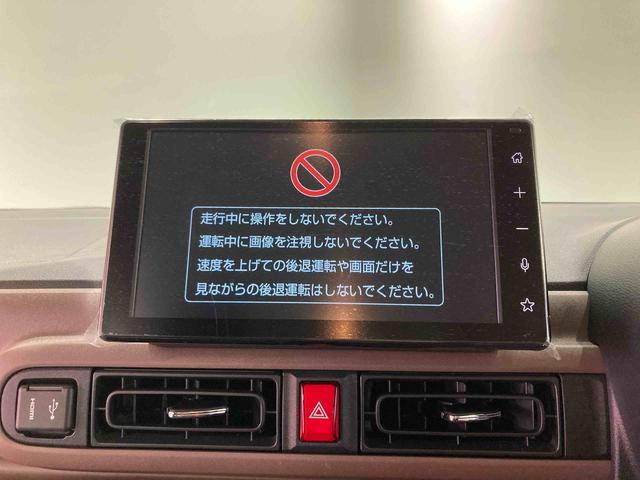 走行中に操作をしないでください。
運転中に画像を注視しないでください。
速度を上げての後退運転や画面だけを
見ながらの後退運転はしないでください。
HDMI